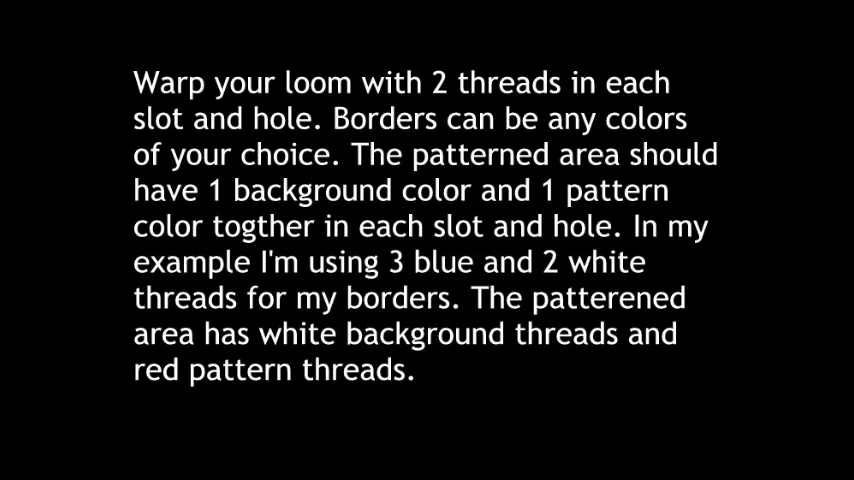 Warp your loom with 2 threads in each
slot and hole. Borders can be any colors
of your choice. The patterned area should
have 1 background color and 1 pattern
color togther in each slot and hole. In my
example I'm using 3 blue and 2 white
threads for my borders. The patterened
area has white background threads and
red pattern threads.